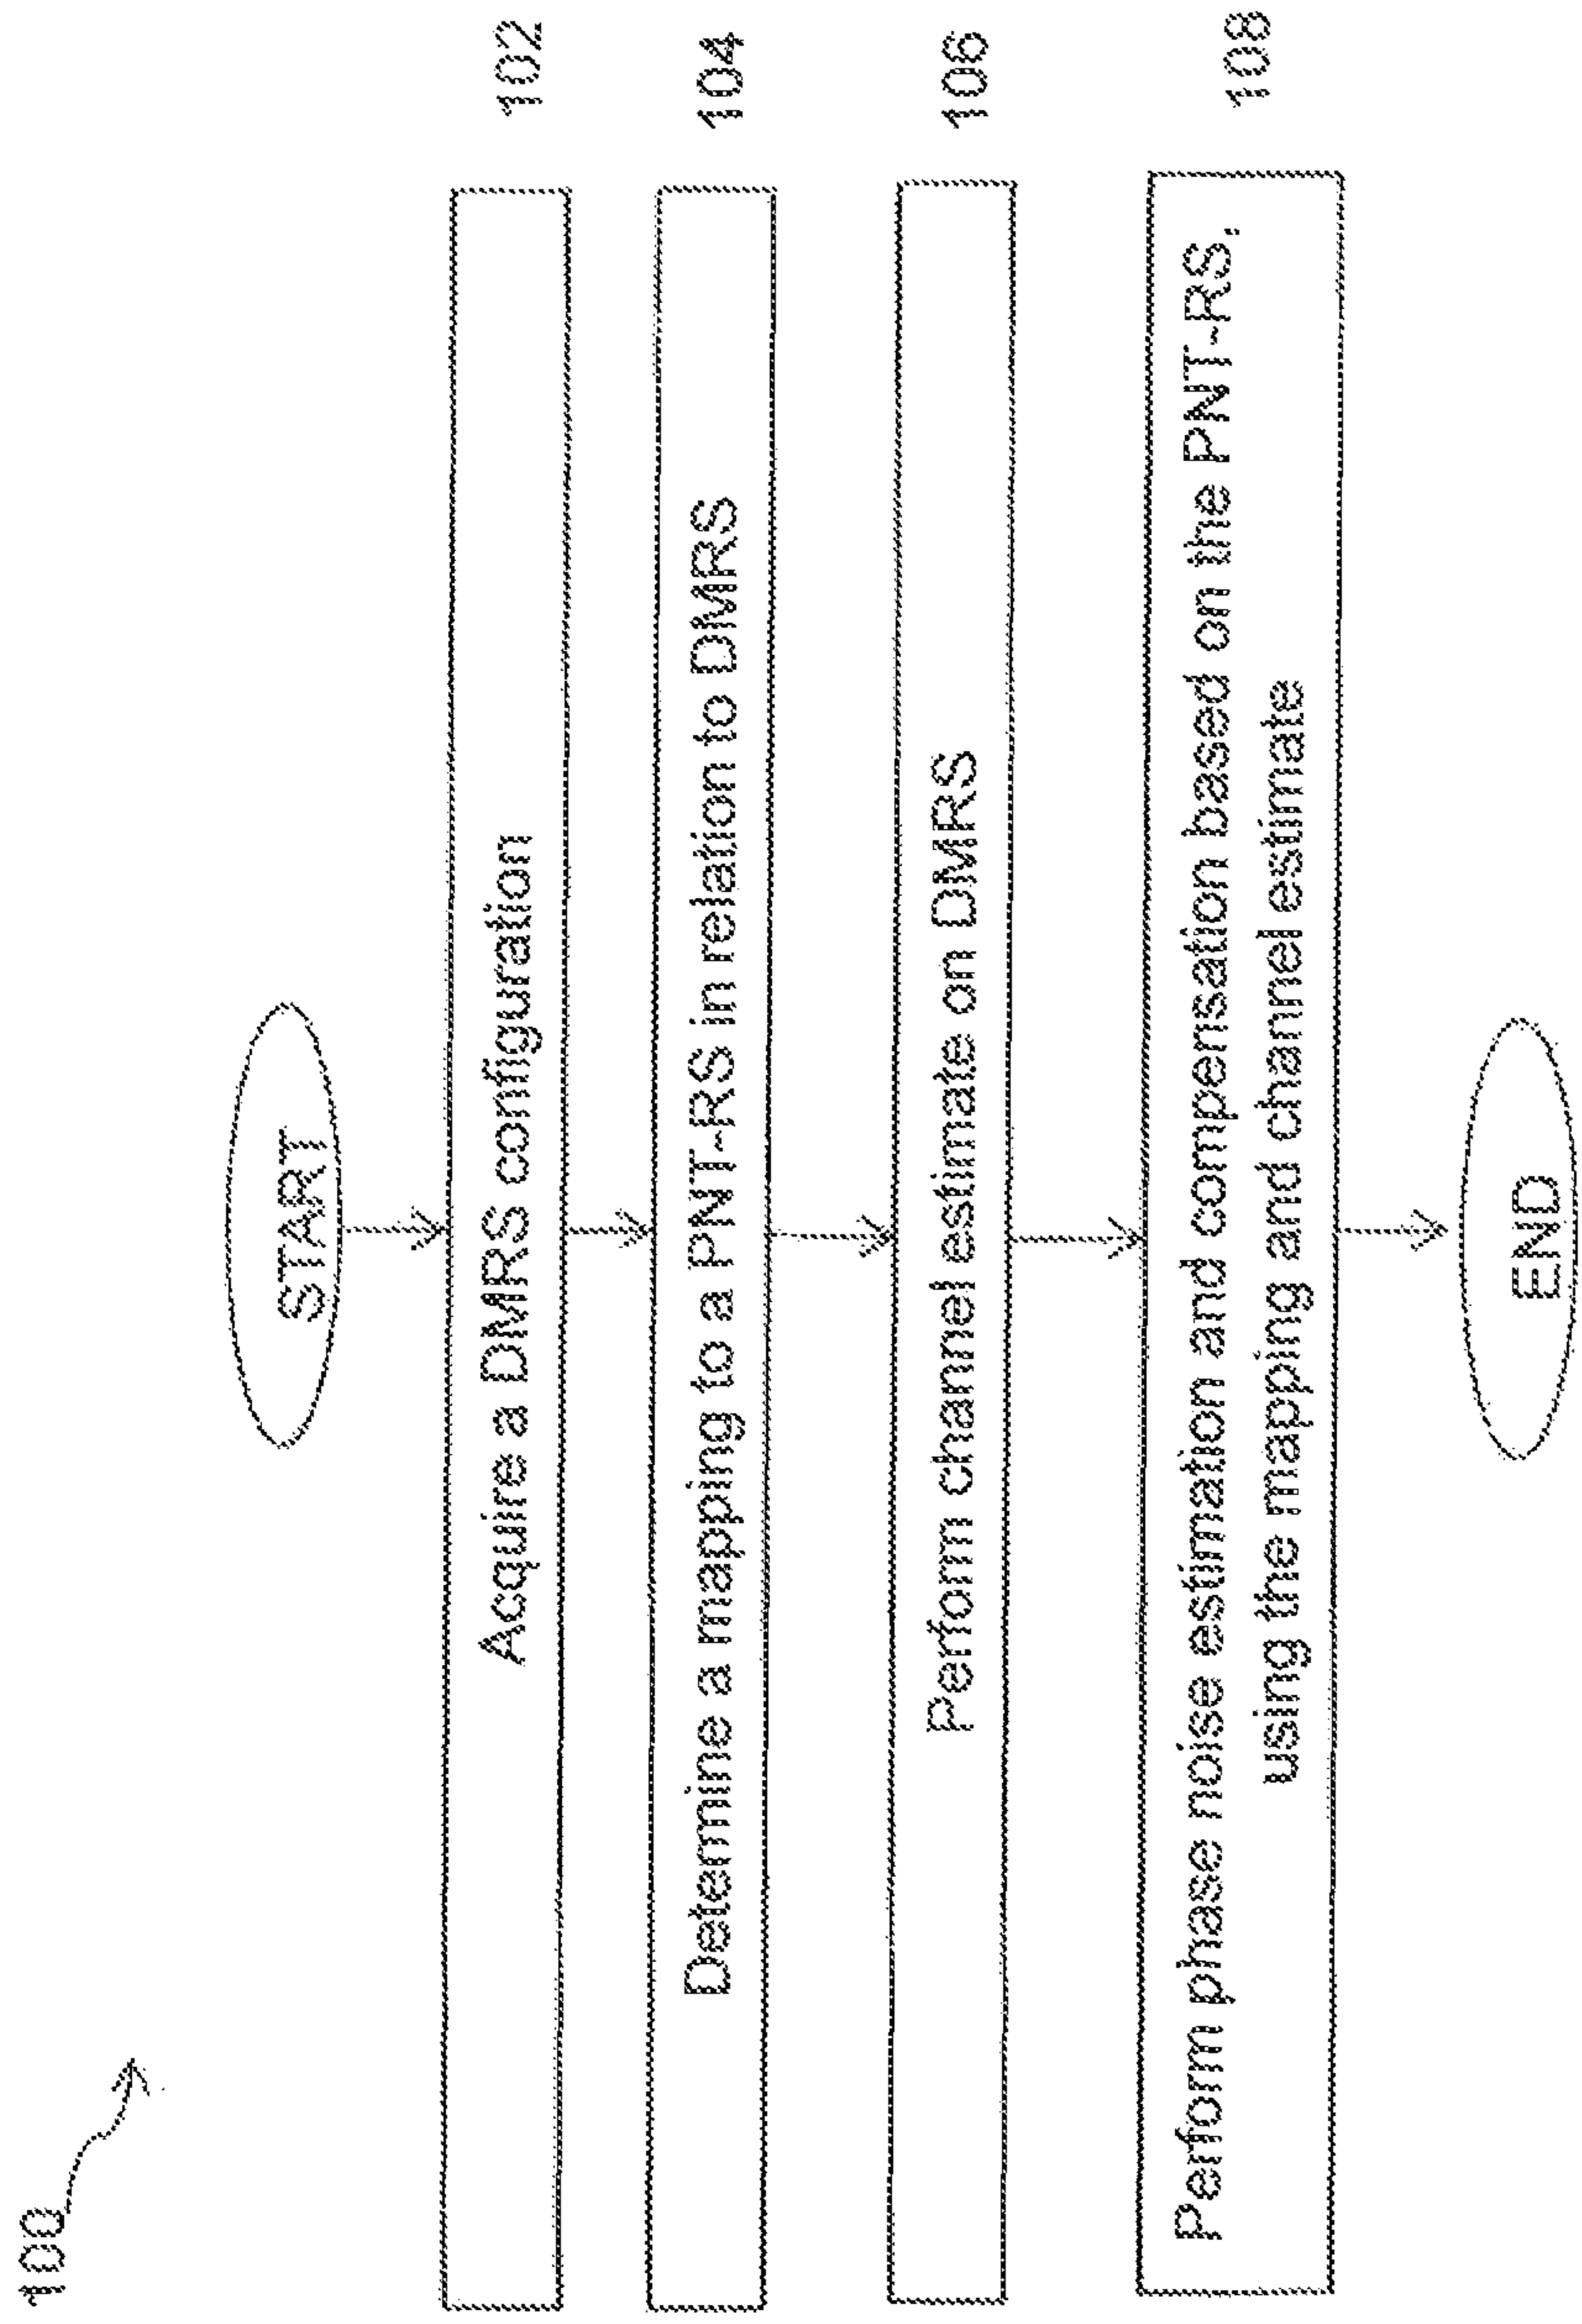 100
START
Acquire a DMRS configuration
102
Determine a mapping to a PNT-RS in relation to DMRS
104
Perform channel estimate on DMRS
106
Perform phase noise estimation and compensation based on the PNT-RS,
using the mapping and channel estimate
108
END